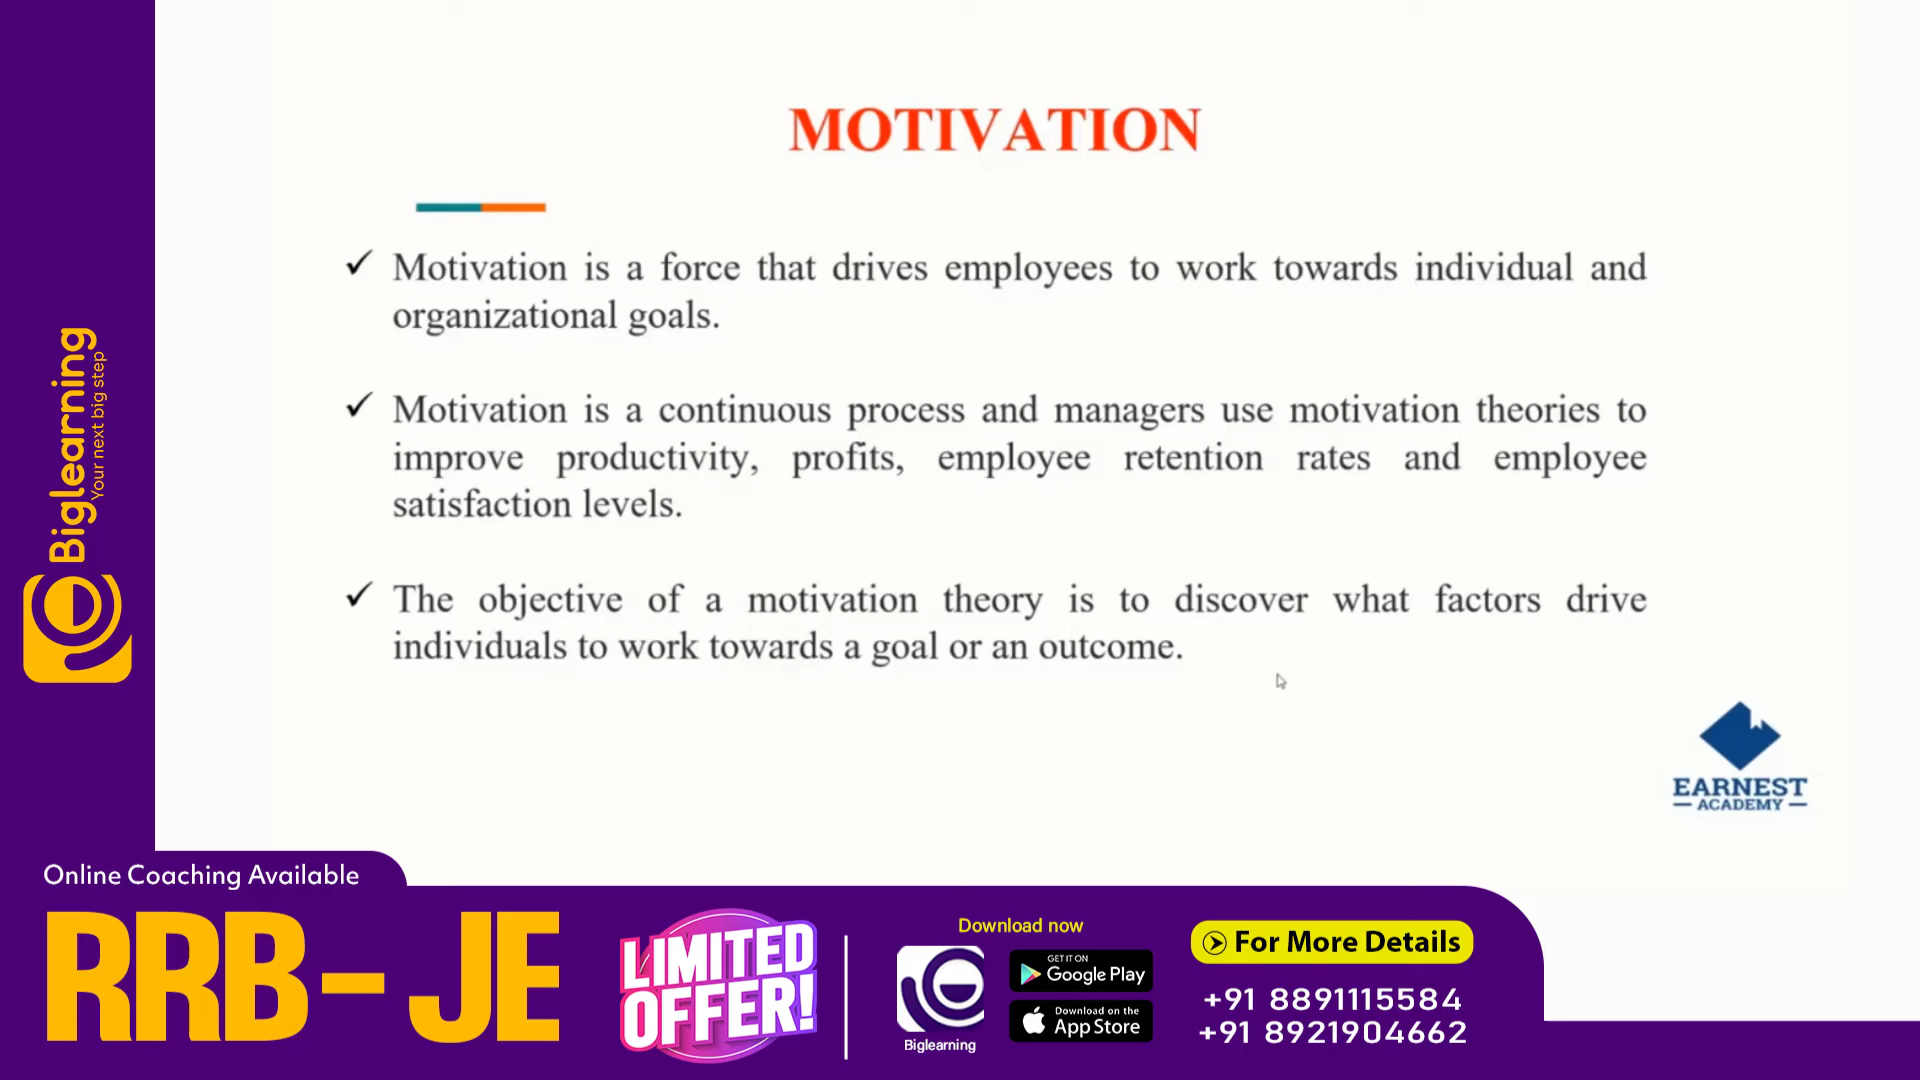 MOTIVATION
✓ Motivation is a force that drives employees to work towards individual and
organizational goals.
✓ Motivation is a continuous process and managers use motivation theories to
improve productivity, profits, employee retention rates and employee
satisfaction levels.
✓ The objective of a motivation theory is to discover what factors drive
individuals to work towards a goal or an outcome.
EARNEST
ACADEMY
Biglearning
Your next big step
Online Coaching Available
RRB-JE
LIMITED
OFFER!
Download now
Biglearning
GET IT ON
Google Play
Download on the
App Store
For More Details
+91 8891115584
+91 8921904662